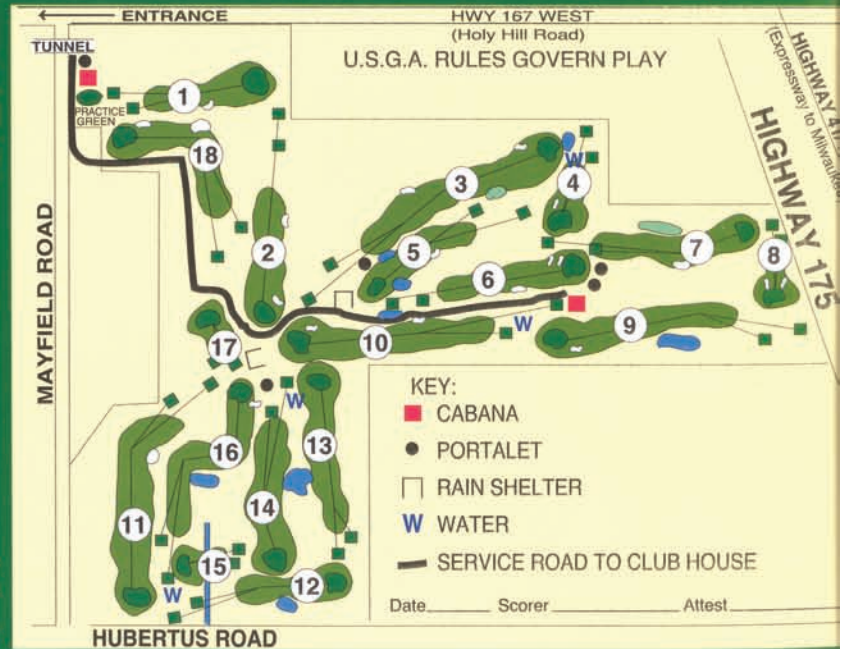 ENTRANCE
HWY 167 WEST
(Holy Hill Road)
U.S.G.A. RULES GOVERN PLAY
TUNNEL
PRACTICE
GREEN
1
18
2
3
4
W
5
6
7
8
HIGHWAY 41/
(Expressway to Milwaukee)
HIGHWAY 175
MAYFIELD ROAD
17
10
W
9
W
16
13
11
14
15
12
W
KEY:
CABANA
PORTALET
RAIN SHELTER
W WATER
SERVICE ROAD TO CLUB HOUSE
Date Scorer Attest
HUBERTUS ROAD